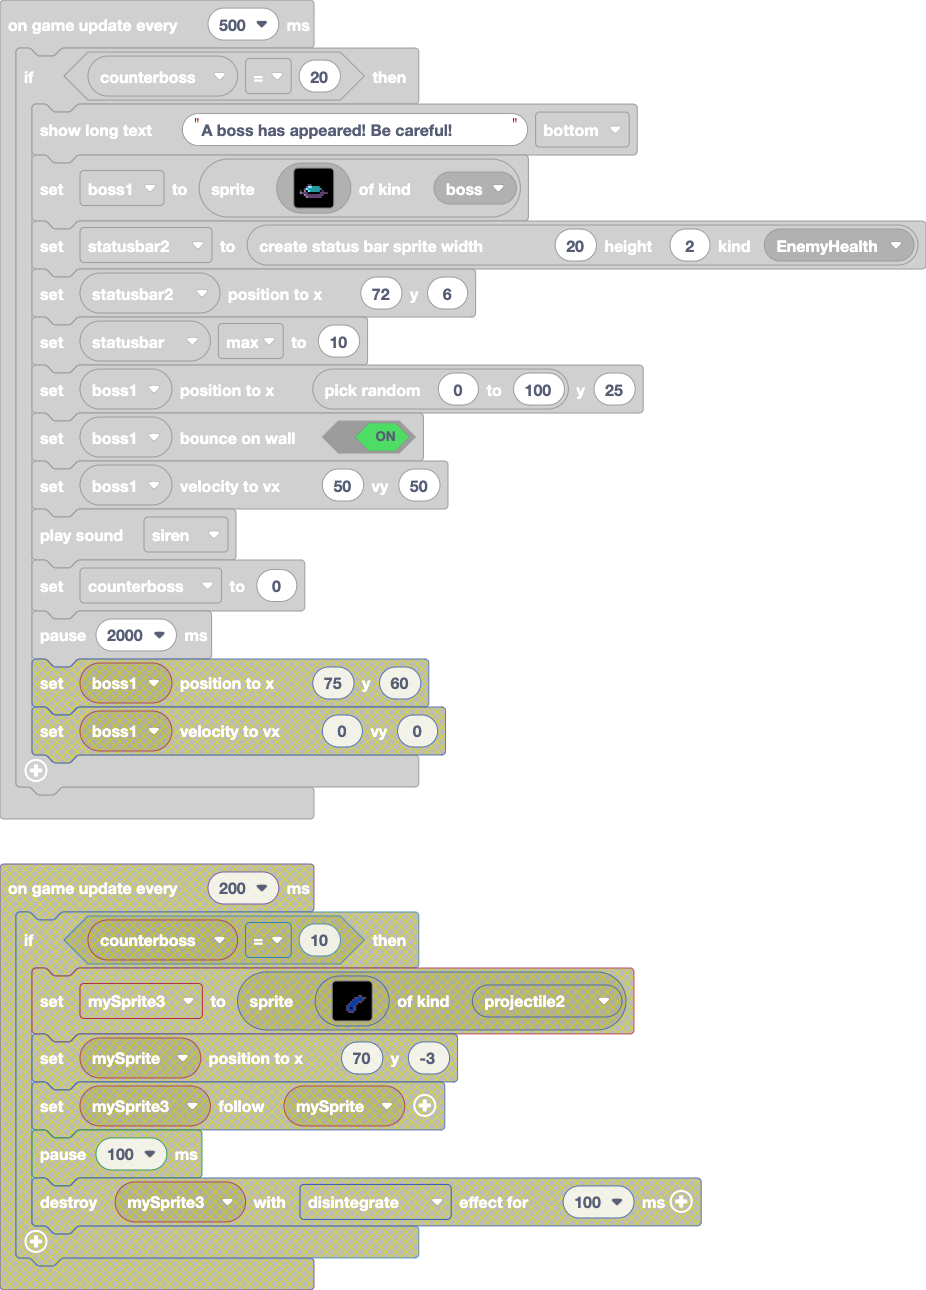 on game update every 500 ms
if counterboss = 20 then
show long text "A boss has appeared! Be careful! " bottom
set boss1 to sprite of kind boss
set statusbar2 to create status bar sprite width 20 height 2 kind EnemyHealth
set statusbar2 position to x 72 y 6
set statusbar max to 10
set boss1 position to x pick random 0 to 100 y 25
set boss1 bounce on wall ON
set boss1 velocity to vx 50 vy 50
play sound siren
set counterboss to 0
pause 2000 ms
set boss1 position to x 75 y 60
set boss1 velocity to vx 0 vy 0
on game update every 200 ms
if counterboss = 10 then
set mySprite3 to sprite of kind projectile2
set mySprite position to x 70 y -3
set mySprite3 follow mySprite
pause 100 ms
destroy mySprite3 with disintegrate effect for 100 ms